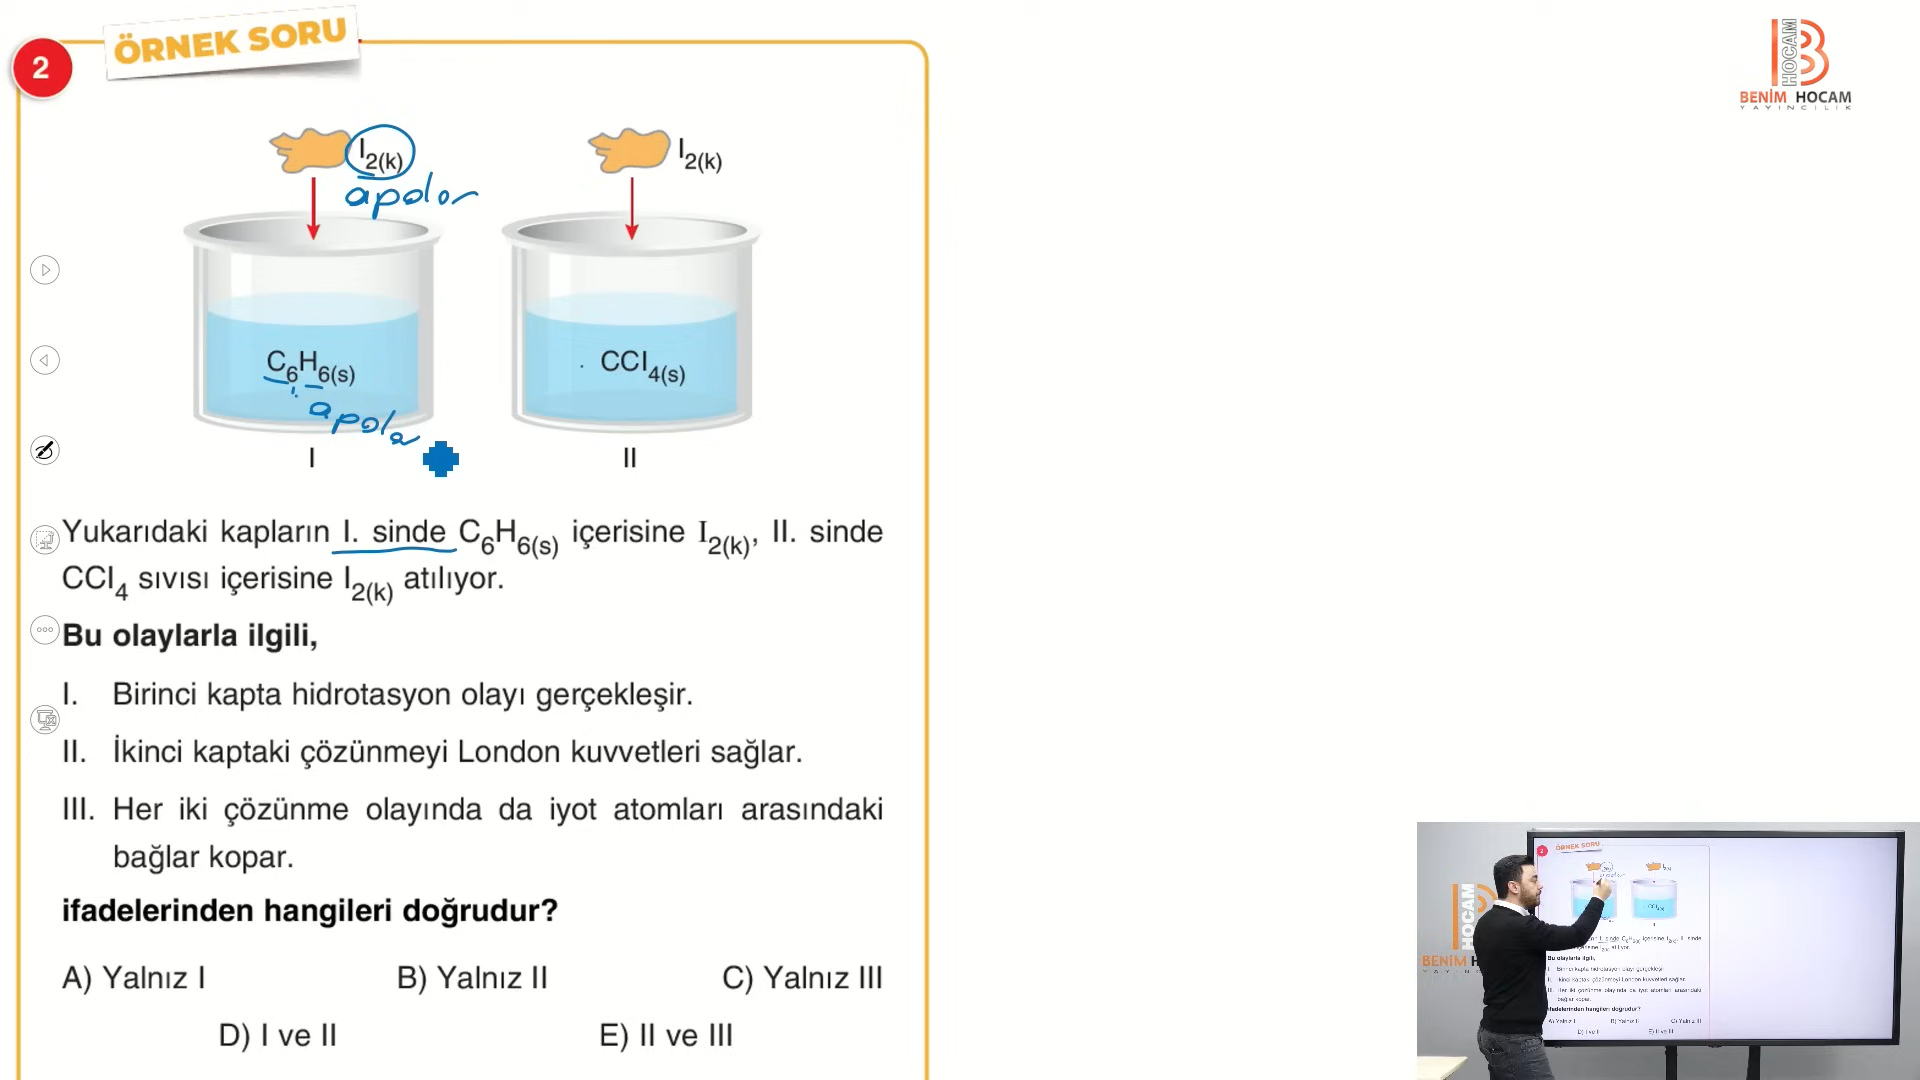 ÖRNEK SORU
2
I2(k)
apolar
I2(k)
C6H6(s)
apola
CCl4(s)
I
II
Yukarıdaki kapların I. sinde C6H6(s) içerisine I2(k), II. sinde
CCl4 sıvısı içerisine I2(k) atılıyor.
Bu olaylarla ilgili,
I. Birinci kapta hidrotasyon olayı gerçekleşir.
II. İkinci kaptaki çözünmeyi London kuvvetleri sağlar.
III. Her iki çözünme olayında da iyot atomları arasındaki
bağlar kopar.
ifadelerinden hangileri doğrudur?
A) Yalnız I
B) Yalnız II
C) Yalnız III
D) I ve II
E) II ve III
B HOCAM
BENİM HOCAM
YAYINCILIK